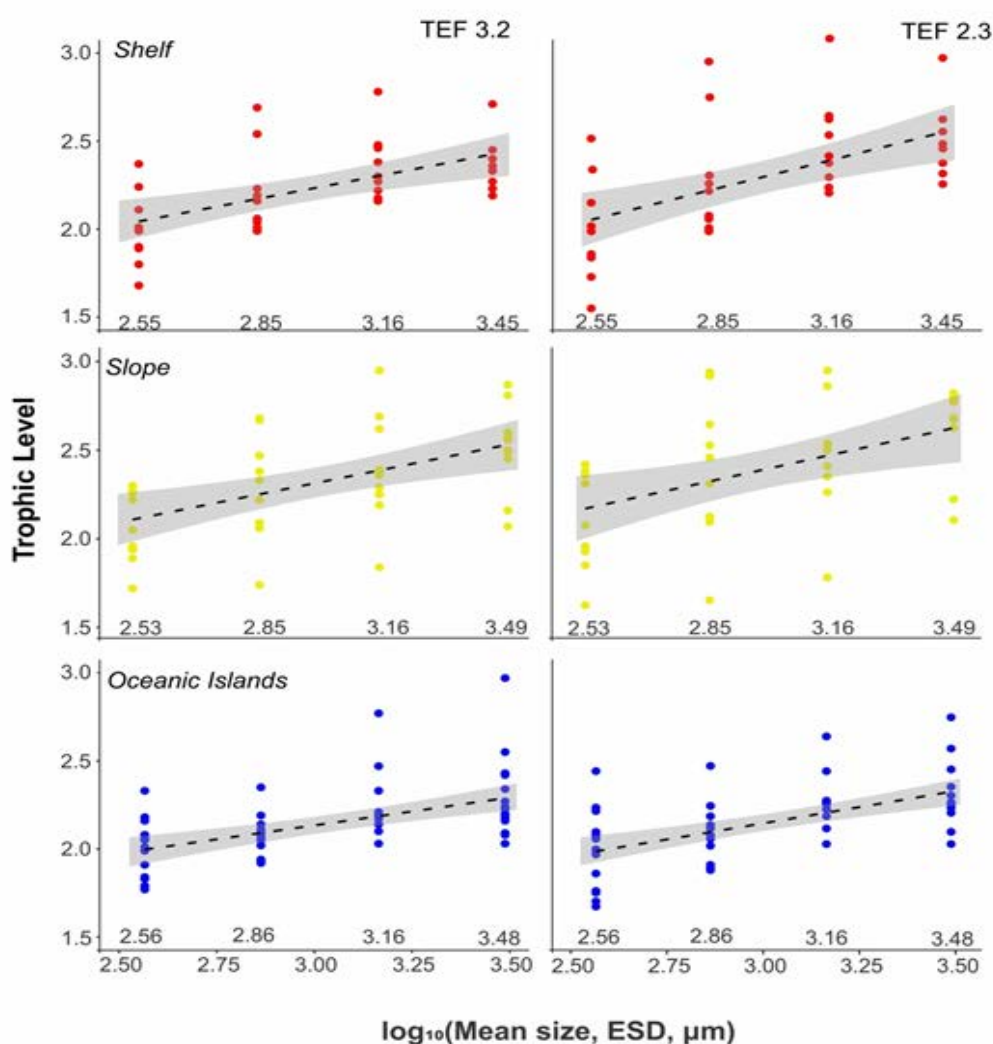 TEF 3.2 TEF 2.3
Shelf
3.0
2.5
2.0
1.5
2.55 2.85 3.16 3.45 2.55 2.85 3.16 3.45
Slope
3.0
2.5
2.0
1.5
2.53 2.85 3.16 3.49 2.53 2.85 3.16 3.49
Trophic Level
Oceanic Islands
3.0
2.5
2.0
1.5
2.56 2.86 3.16 3.48 2.56 2.86 3.16 3.48
2.50 2.75 3.00 3.25 3.50 2.50 2.75 3.00 3.25 3.50
log₁₀(Mean size, ESD, µm)